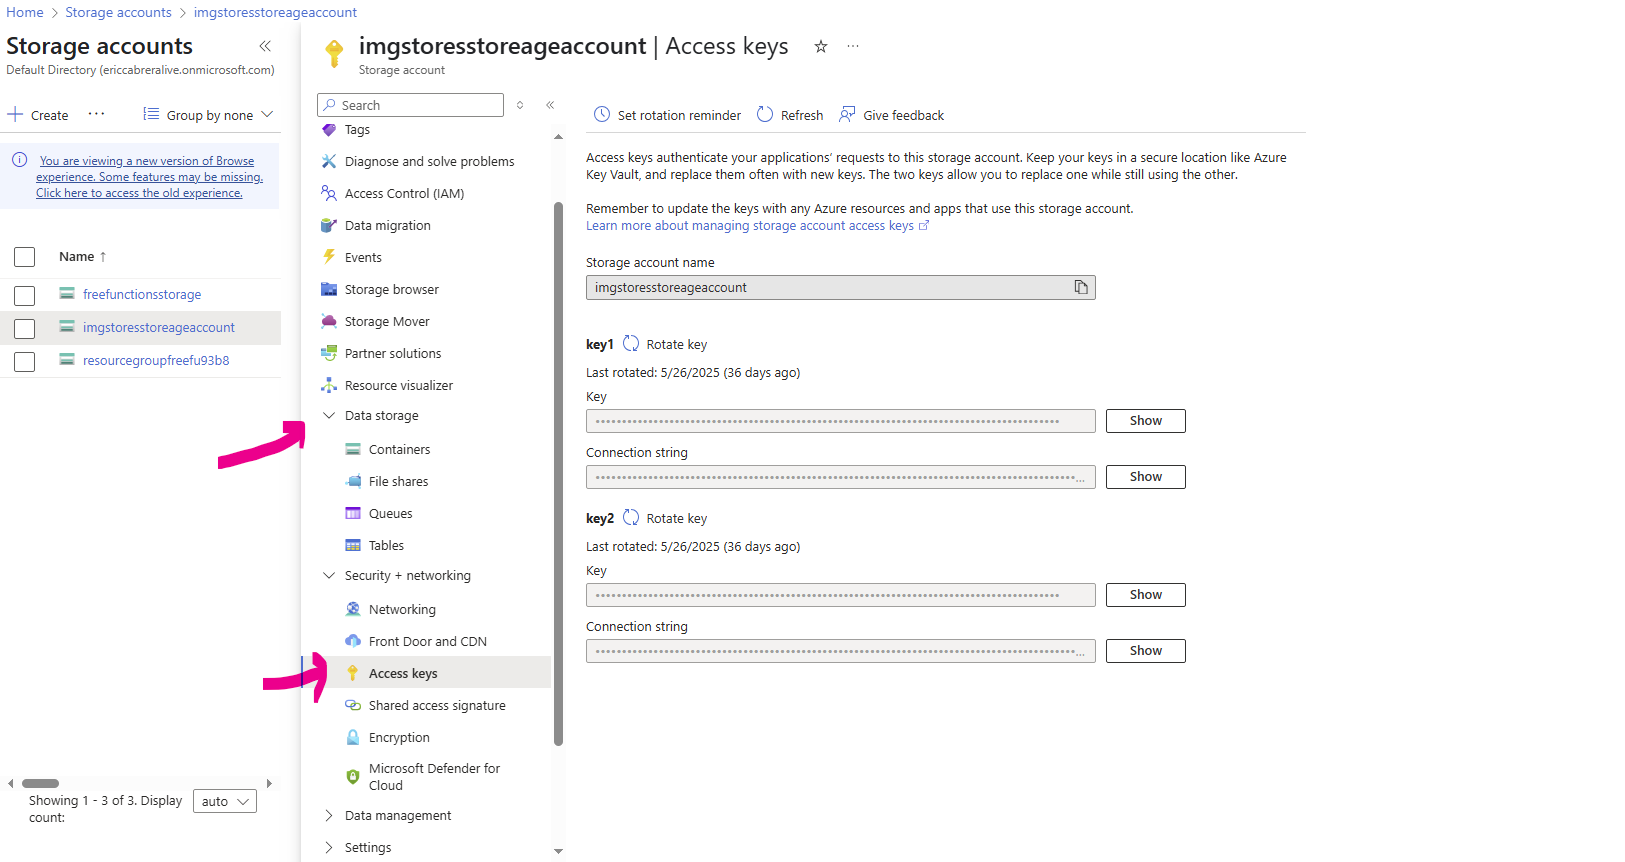 Home > Storage accounts > imgstoresstoreageaccount
Storage accounts
Default Directory (ericcabreralive.onmicrosoft.com)
Create
Group by none
You are viewing a new version of Browse
experience. Some features may be missing.
Click here to access the old experience.
Name ↑
freefunctionsstorage
imgstoresstoreageaccount
resourcegroupfreefu93b8
Showing 1 - 3 of 3. Display
count:
auto
imgstoresstoreageaccount | Access keys
Storage account
Search
Tags
Diagnose and solve problems
Access Control (IAM)
Data migration
Events
Storage browser
Storage Mover
Partner solutions
Resource visualizer
Data storage
Containers
File shares
Queues
Tables
Security + networking
Networking
Front Door and CDN
Access keys
Shared access signature
Encryption
Microsoft Defender for
Cloud
Data management
Settings
Set rotation reminder
Refresh
Give feedback
Access keys authenticate your applications’ requests to this storage account. Keep your keys in a secure location like Azure
Key Vault, and replace them often with new keys. The two keys allow you to replace one while still using the other.
Remember to update the keys with any Azure resources and apps that use this storage account.
Learn more about managing storage account access keys
Storage account name
imgstoresstoreageaccount
key1 Rotate key
Last rotated: 5/26/2025 (36 days ago)
Key
Show
Connection string
Show
key2 Rotate key
Last rotated: 5/26/2025 (36 days ago)
Key
Show
Connection string
Show